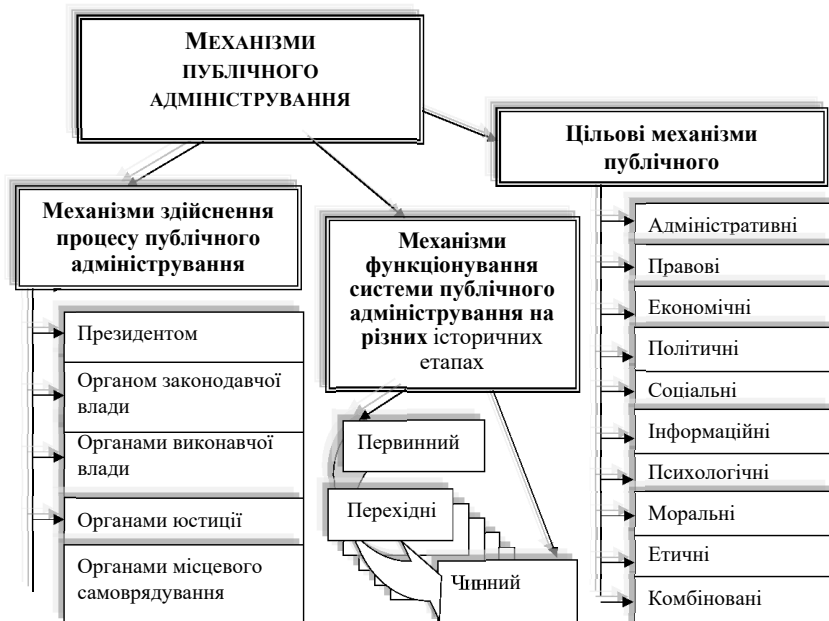 МЕХАНІЗМИ
ПУБЛІЧНОГО
АДМІНІСТРУВАННЯ
Цільові механізми
публічного
Механізми здійснення
процесу публічного
адміністрування
Президентом
Органом законодавчої
влади
Органами виконавчої
влади
Органами юстиції
Органами місцевого
самоврядування
Механізми
функціонування
системи публічного
адміністрування на
різних історичних
етапах
Первинний
Перехідні
Чинний
Адміністративні
Правові
Економічні
Політичні
Соціальні
Інформаційні
Психологічні
Моральні
Етичні
Комбіновані